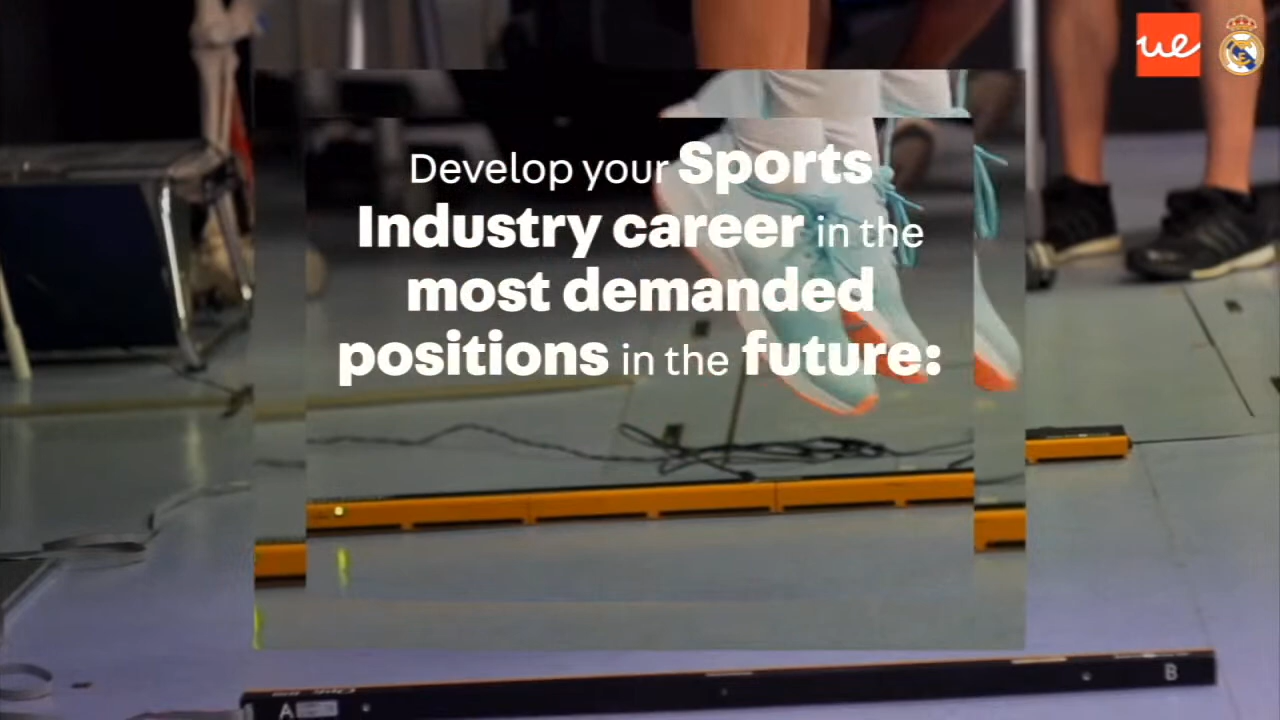 ue
Develop your Sports
Industry career in the
most demanded
positions in the future:
A
B